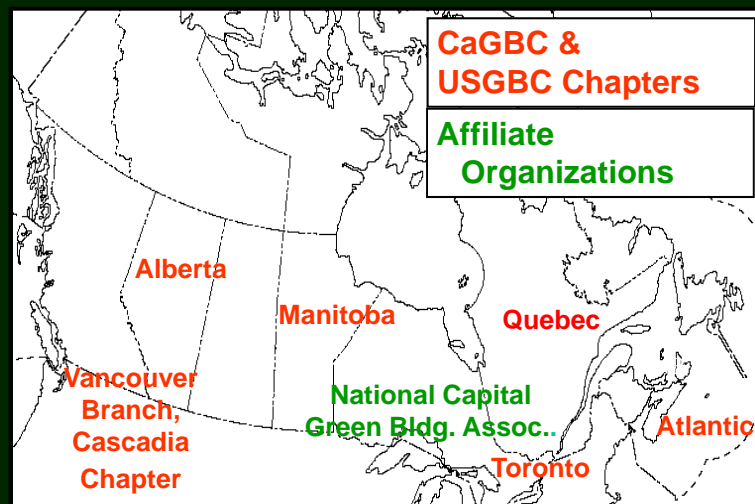 CaGBC &
USGBC Chapters
Affiliate
Organizations
Alberta
Manitoba
Quebec
Vancouver
Branch,
Cascadia
Chapter
National Capital
Green Bldg. Assoc..
Toronto
Atlantic